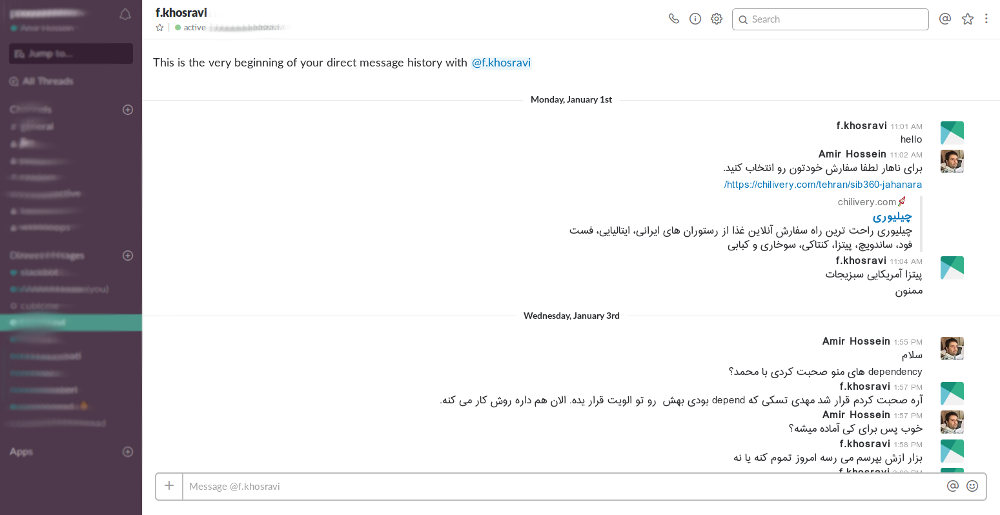 f.khosravi
active
Search
Jump to...
All Threads
Channels
general
Direct Messages
slackbot
(you)
Apps
This is the very beginning of your direct message history with @f.khosravi
Monday, January 1st
f.khosravi 11:01 AM
hello
Amir Hossein 11:02 AM
برای ناهار لطفا سفارش خودتون رو انتخاب کنید.
https://chilivery.com/tehran/sib360-jahanara/
chilivery.com
چیلیوری
چیلیوری راحت ترین راه سفارش آنلاین غذا از رستوران های ایرانی، ایتالیایی، فست
فود، ساندویچ، پیتزا، کنتاکی، سوخاری و کبابی
f.khosravi 11:04 AM
پیتزا آمریکایی سبزیجات
ممنون
Wednesday, January 3rd
Amir Hossein 1:55 PM
سلام
dependency های منو صحبت کردی با محمد؟
f.khosravi 1:57 PM
آره صحبت کردم قرار شد مهدی تسکی که depend بودی بهش رو تو الویت قرار یده. الان هم داره روش کار می کنه.
Amir Hossein 1:57 PM
خوب پس برای کی آماده میشه؟
f.khosravi 1:58 PM
بزار ازش بپرسم می رسه امروز تموم کنه یا نه
f.khosravi
Message @f.khosravi